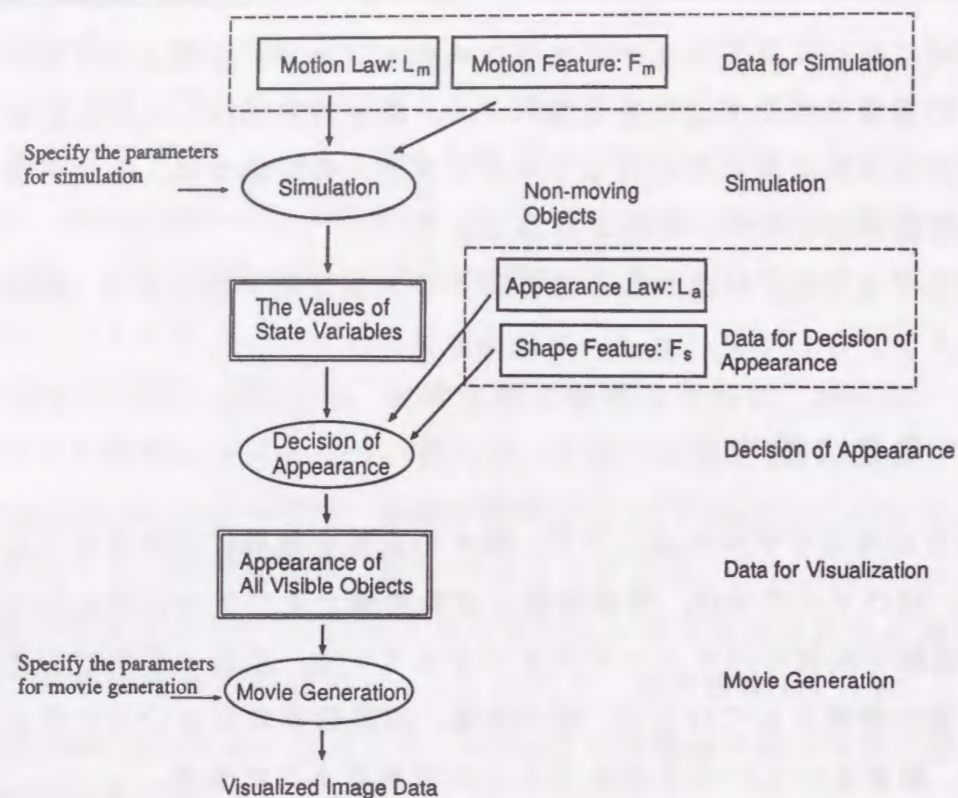 Motion Law: Lm
Motion Feature: Fm
Data for Simulation
Specify the parameters
for simulation
Simulation
Simulation
Non-moving
Objects
Appearance Law: La
The Values of
State Variables
Shape Feature: Fs
Data for Decision of
Appearance
Decision of
Appearance
Decision of Appearance
Appearance of
All Visible Objects
Data for Visualization
Specify the parameters
for movie generation
Movie Generation
Movie Generation
Visualized Image Data